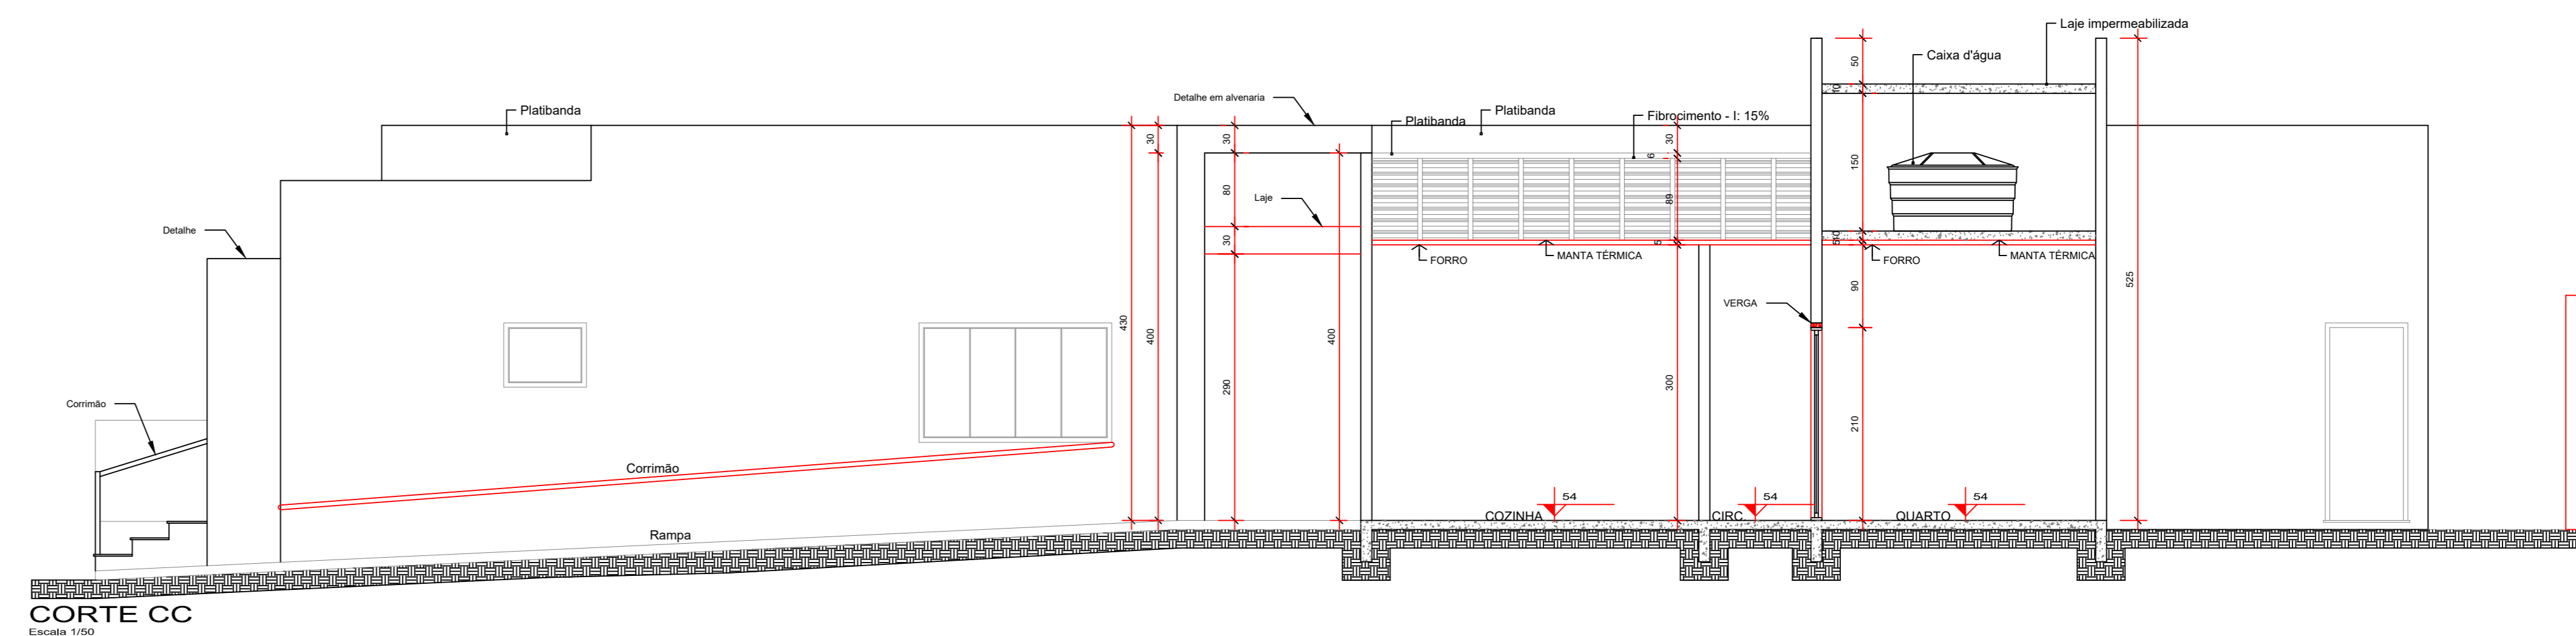 Laje impermeabilizada
Caixa d'água
50
10
Platibanda
Detalhe em alvenaria
Platibanda
Platibanda
Fibrocimento - I: 15%
30
30
30
6
150
80
89
Laje
Detalhe
30
5
10
5
FORRO
MANTA TÉRMICA
FORRO
MANTA TÉRMICA
525
90
VERGA
430
400
400
290
300
210
Corrimão
Corrimão
54
54
54
COZINHA
CIRC.
QUARTO
Rampa
CORTE CC
Escala 1/50